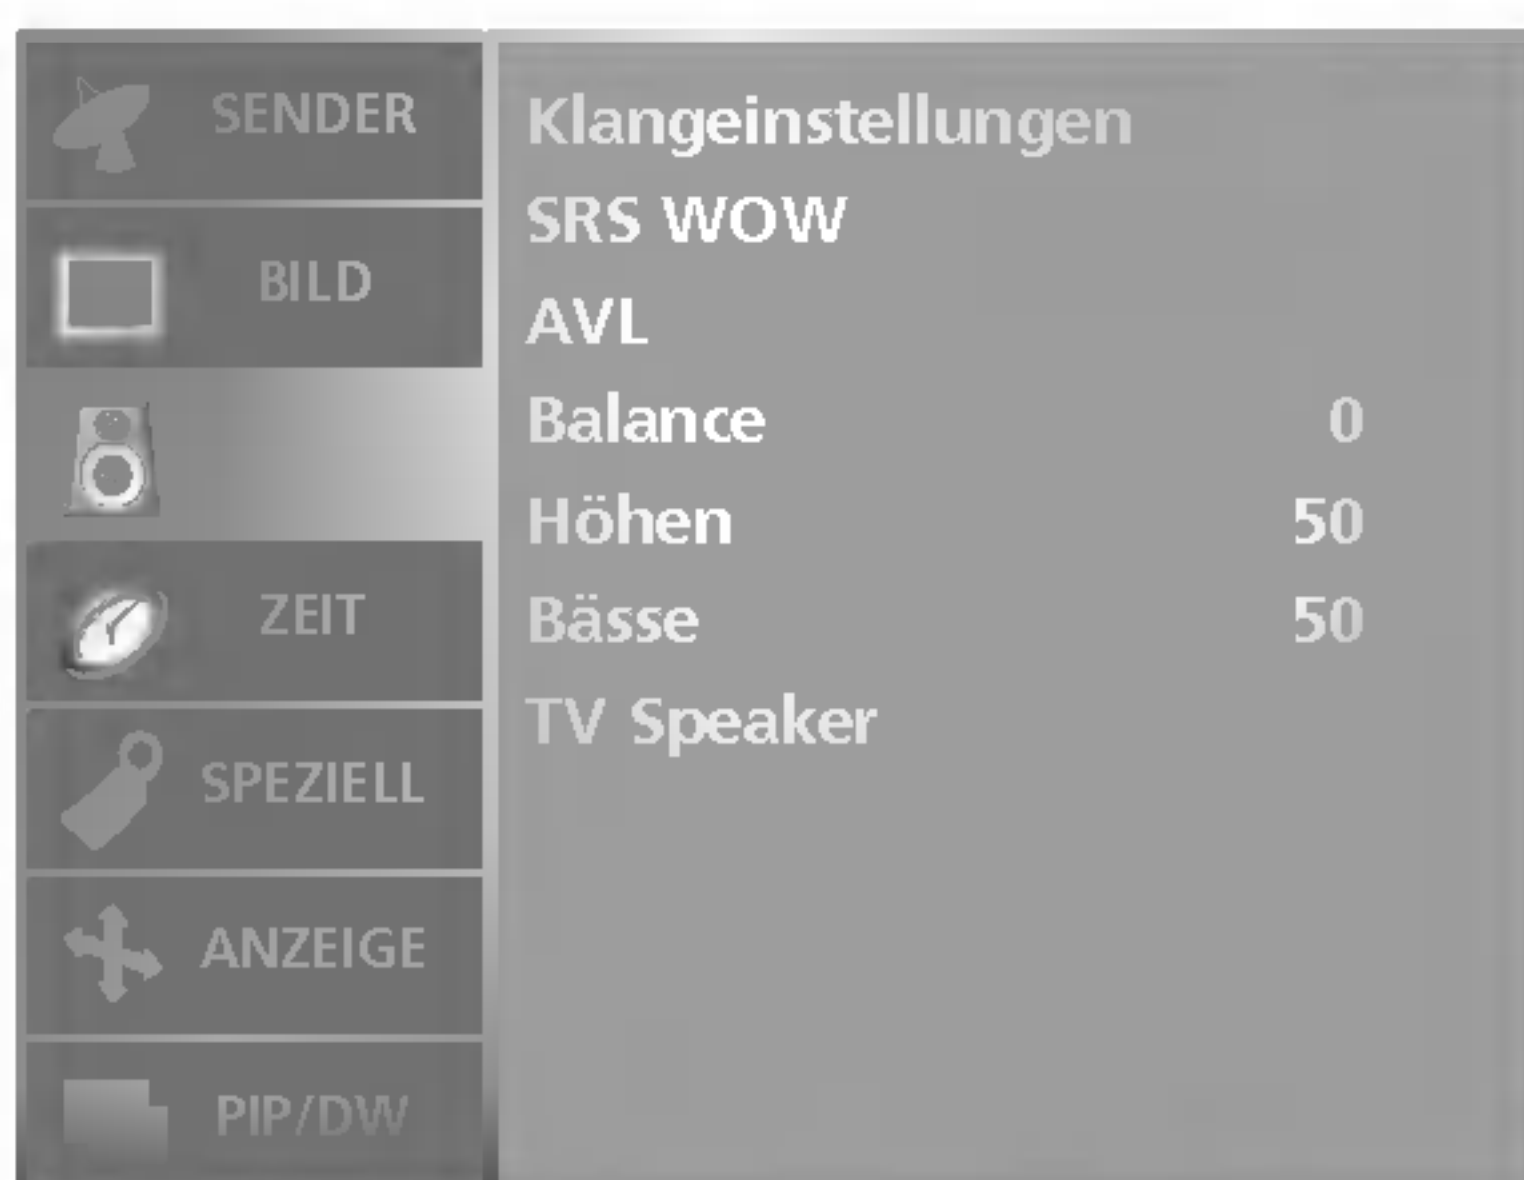 SENDER
BILD
ZEIT
SPEZIELL
ANZEIGE
PIP/DW
Klangeinstellungen
SRS WOW
AVL
Balance 0
Höhen 50
Bässe 50
TV Speaker